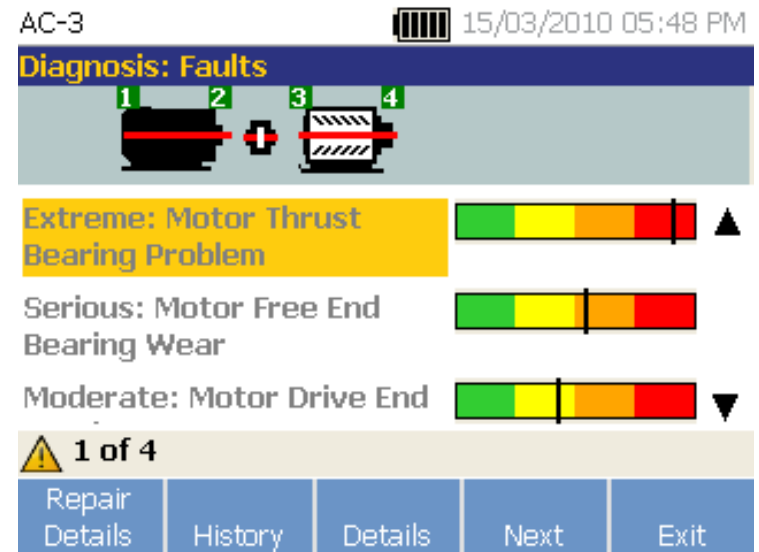 AC-3 15/03/2010 05:48 PM
Diagnosis: Faults
1 2 3 4
Extreme: Motor Thrust
Bearing Problem
Serious: Motor Free End
Bearing Wear
Moderate: Motor Drive End
1 of 4
Repair
Details History Details Next Exit